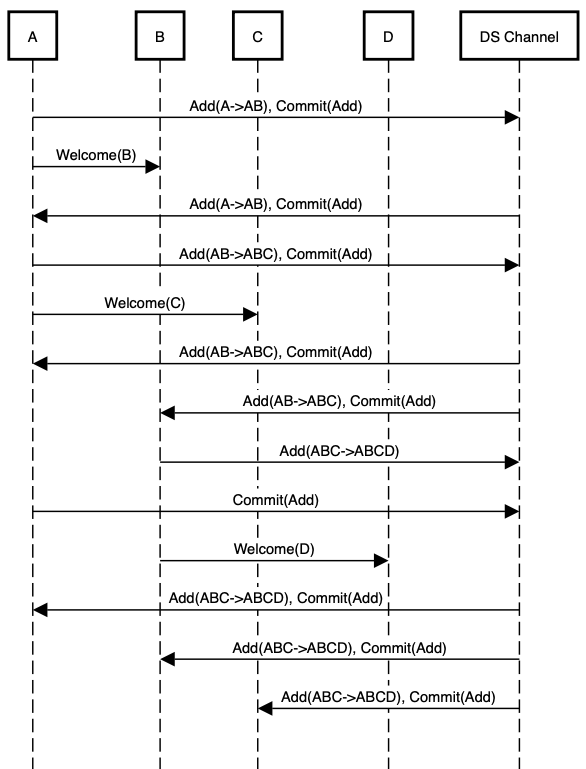 A B C D DS Channel
Add(A->AB), Commit(Add)
Welcome(B)
Add(A->AB), Commit(Add)
Add(AB->ABC), Commit(Add)
Welcome(C)
Add(AB->ABC), Commit(Add)
Add(AB->ABC), Commit(Add)
Add(ABC->ABCD)
Commit(Add)
Welcome(D)
Add(ABC->ABCD), Commit(Add)
Add(ABC->ABCD), Commit(Add)
Add(ABC->ABCD), Commit(Add)